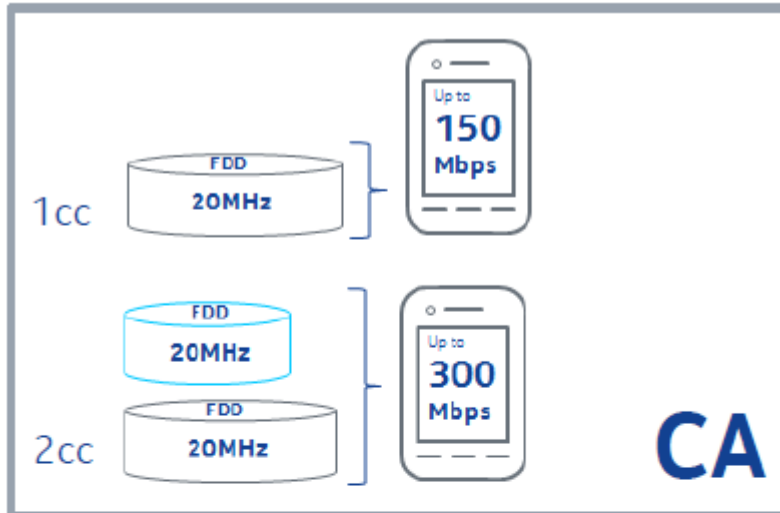 Up to
150
Mbps
FDD
20MHz
1cc
FDD
20MHz
Up to
300
Mbps
FDD
20MHz
2cc
CA